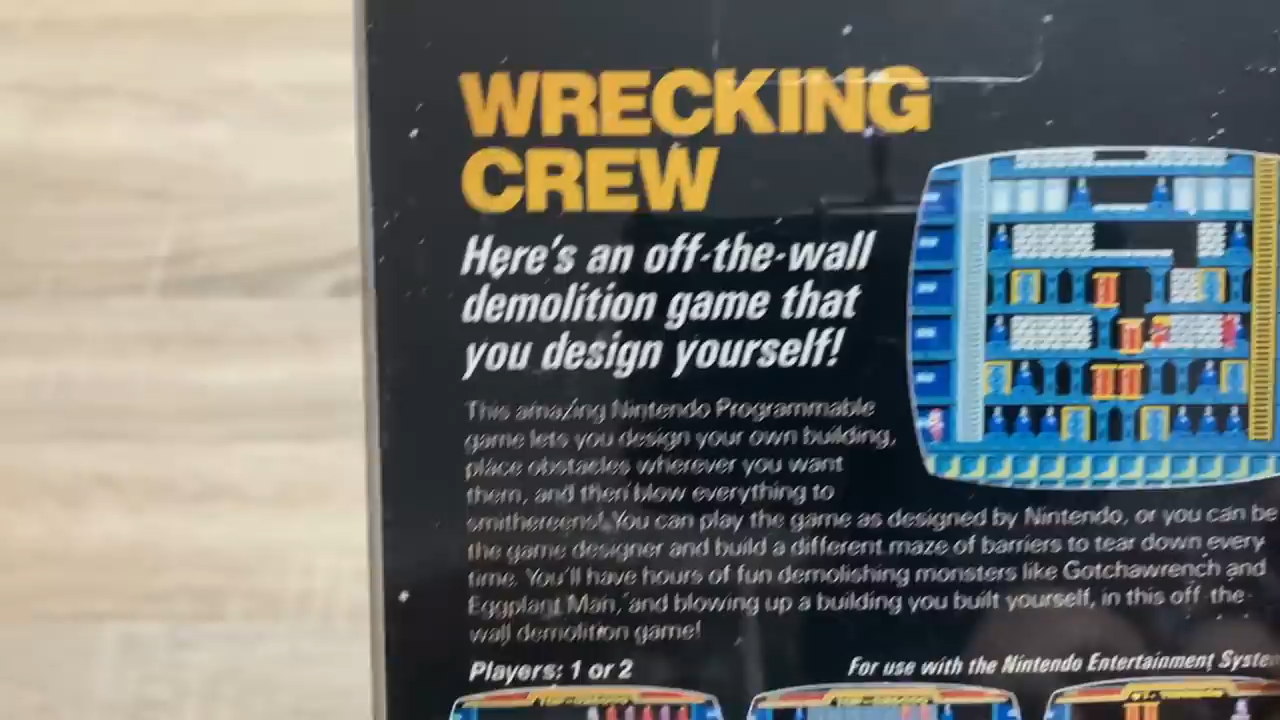 WRECKING
CREW
Here's an off-the-wall
demolition game that
you design yourself!
This amazing Nintendo Programmable
game lets you design your own building,
place obstacles wherever you want
them, and then blow everything to
smithereens! You can play the game as designed by Nintendo, or you can be
the game designer and build a different maze of barriers to tear down every
time. You'll have hours of fun demolishing monsters like Gotchawrench and
Eggplant Man, and blowing up a building you built yourself, in this off-the-
wall demolition game!
Players: 1 or 2
For use with the Nintendo Entertainment System